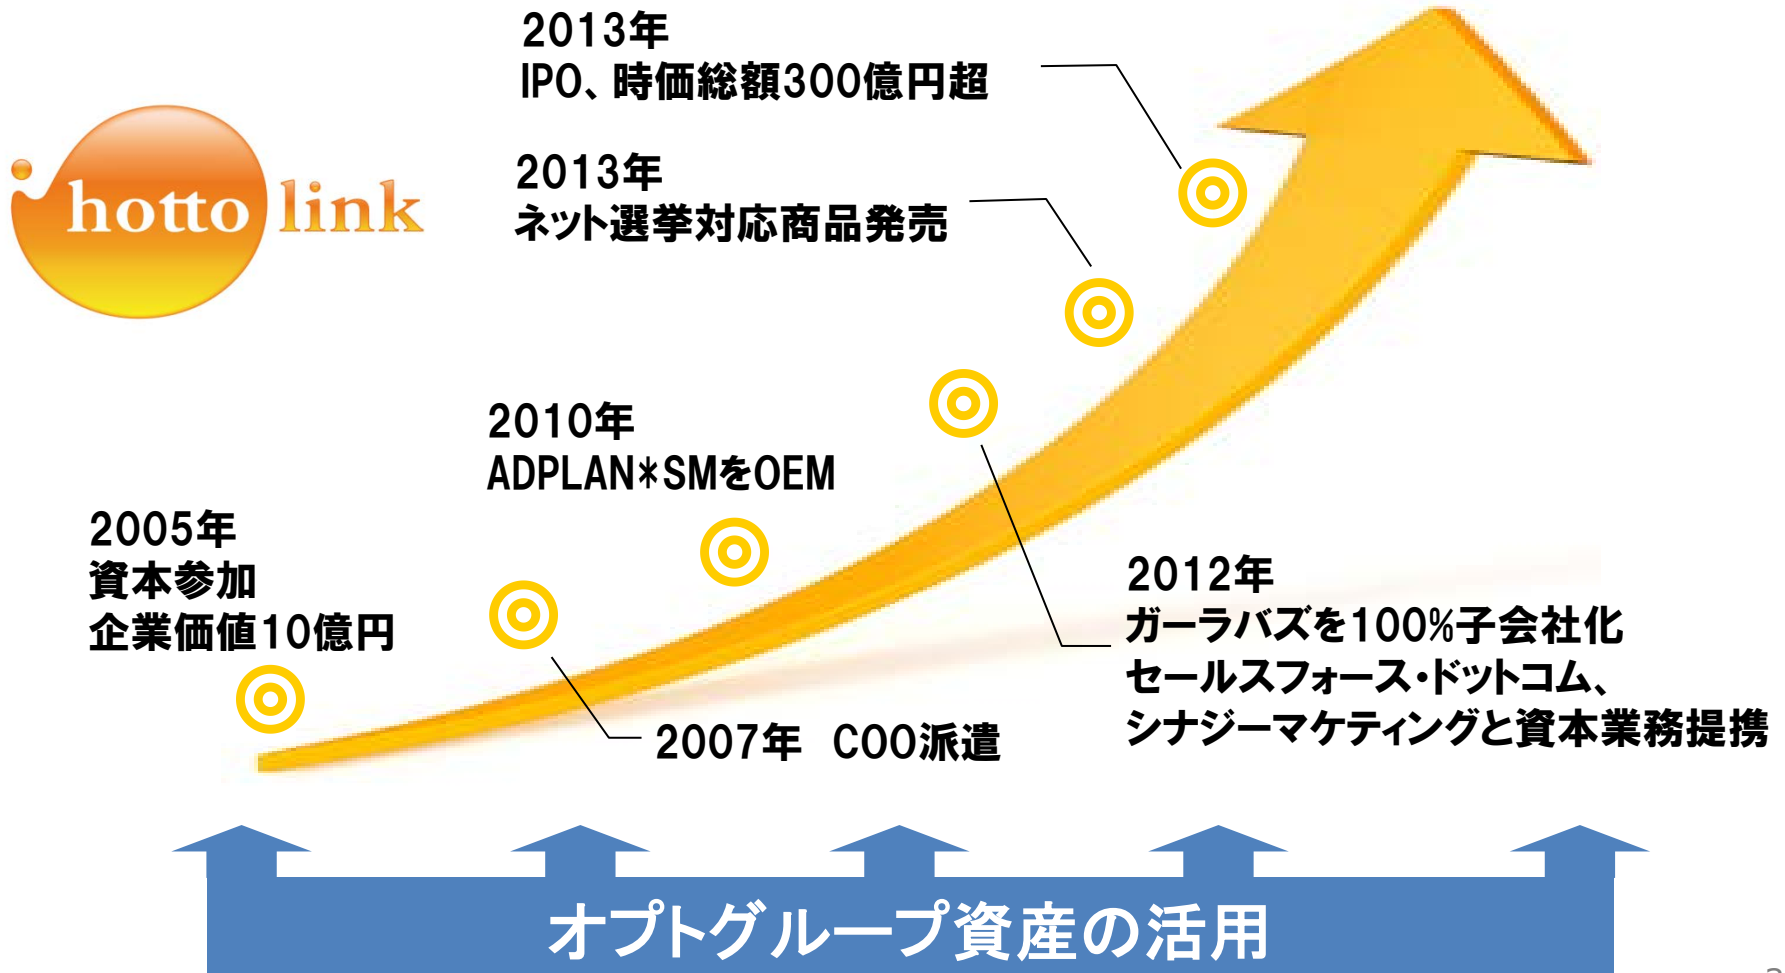 2013年
IPO、時価総額300億円超
hotto link
2013年
ネット選挙対応商品発売
2010年
ADPLAN*SMをOEM
2005年
資本参加
企業価値10億円
2012年
ガーラバズを100%子会社化
セールスフォース・ドットコム、
シナジーマケティングと資本業務提携
2007年　COO派遣
オプトグループ資産の活用